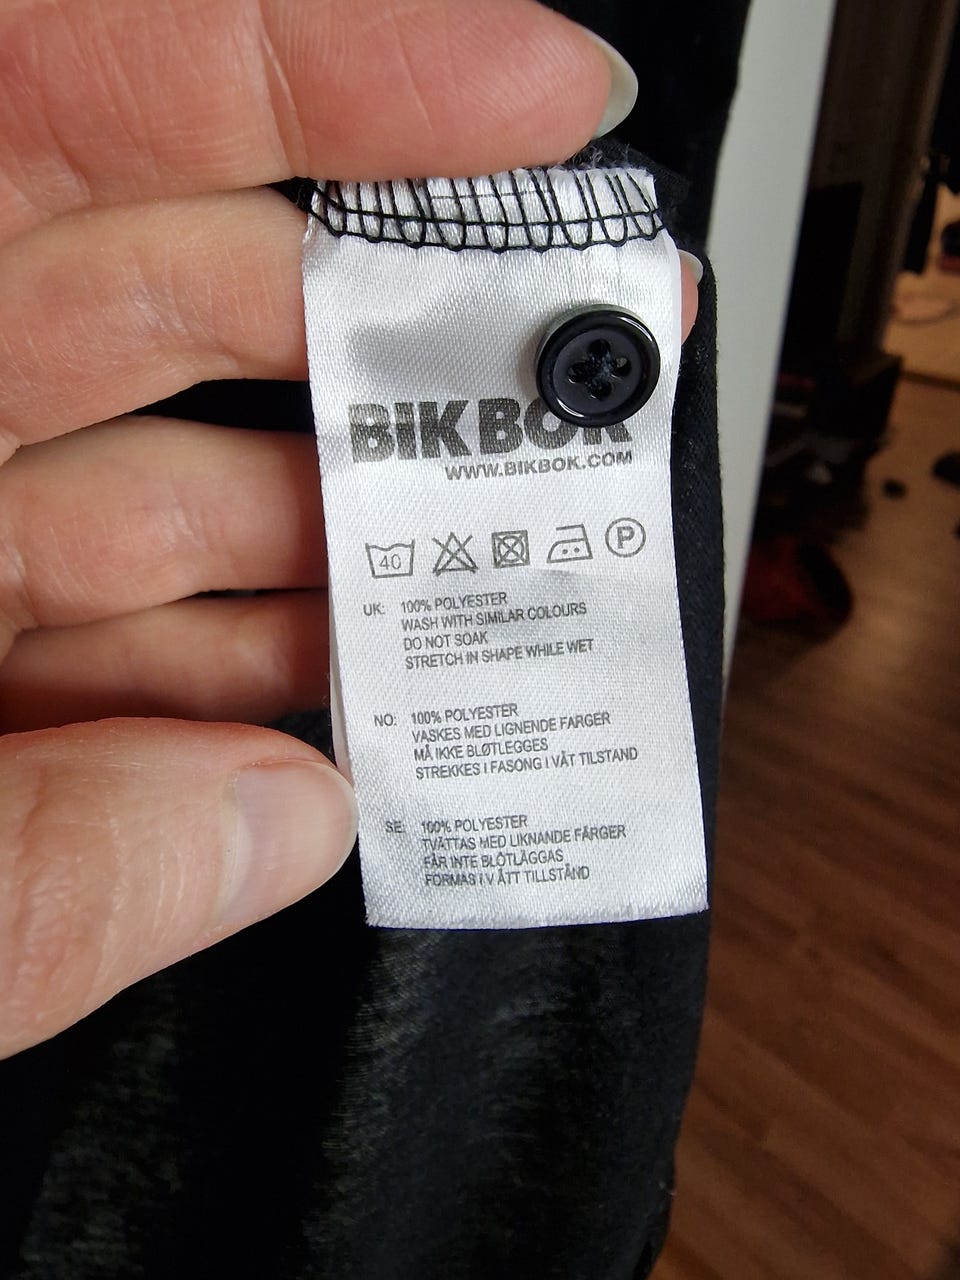 BIK BOK
WWW.BIKBOK.COM
40 P
UK: 100% POLYESTER
WASH WITH SIMILAR COLOURS
DO NOT SOAK
STRETCH IN SHAPE WHILE WET
NO: 100% POLYESTER
VASKES MED LIGNENDE FARGER
MÅ IKKE BLØTLEGGES
STREKKES I FASONG I VÅT TILSTAND
SE: 100% POLYESTER
TVÄTTAS MED LIKNANDE FÄRGER
FÅR INTE BLÖTLÄGGAS
FORMAS I V ÅTT TILLSTÅND